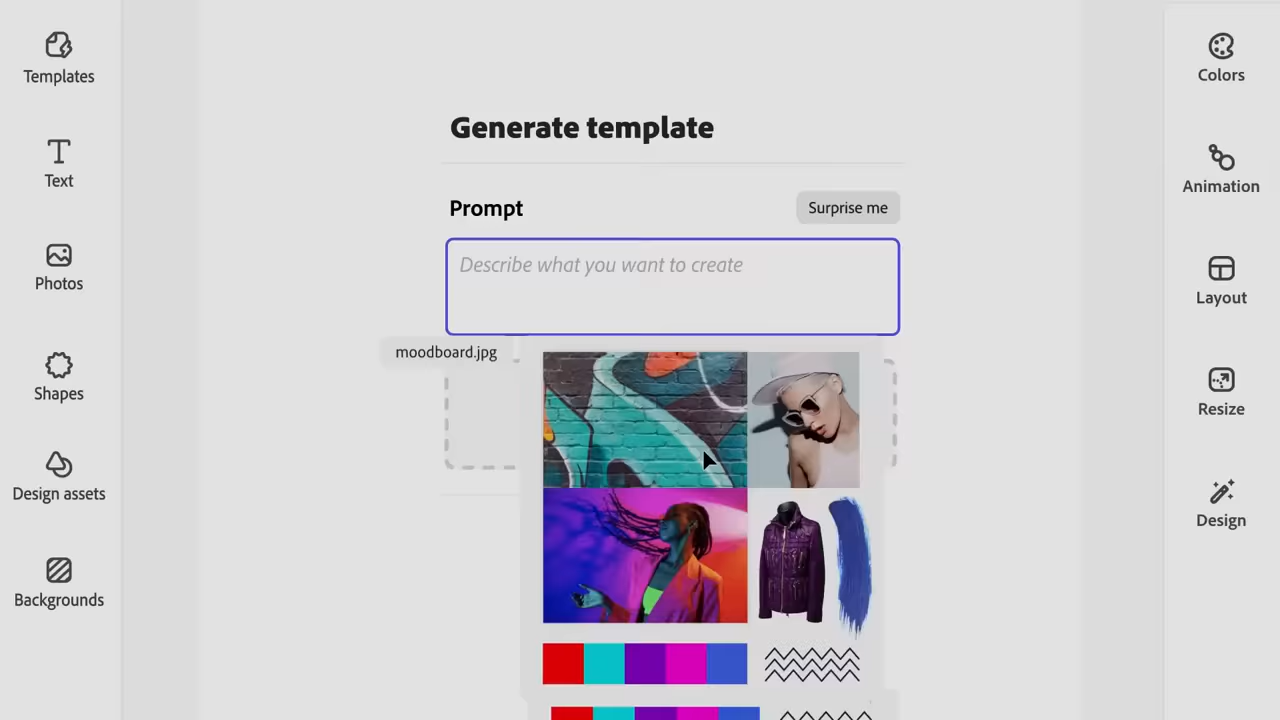 Templates
Text
Photos
Shapes
Design assets
Backgrounds
Generate template
Prompt
Surprise me
Describe what you want to create
moodboard.jpg
Colors
Animation
Layout
Resize
Design